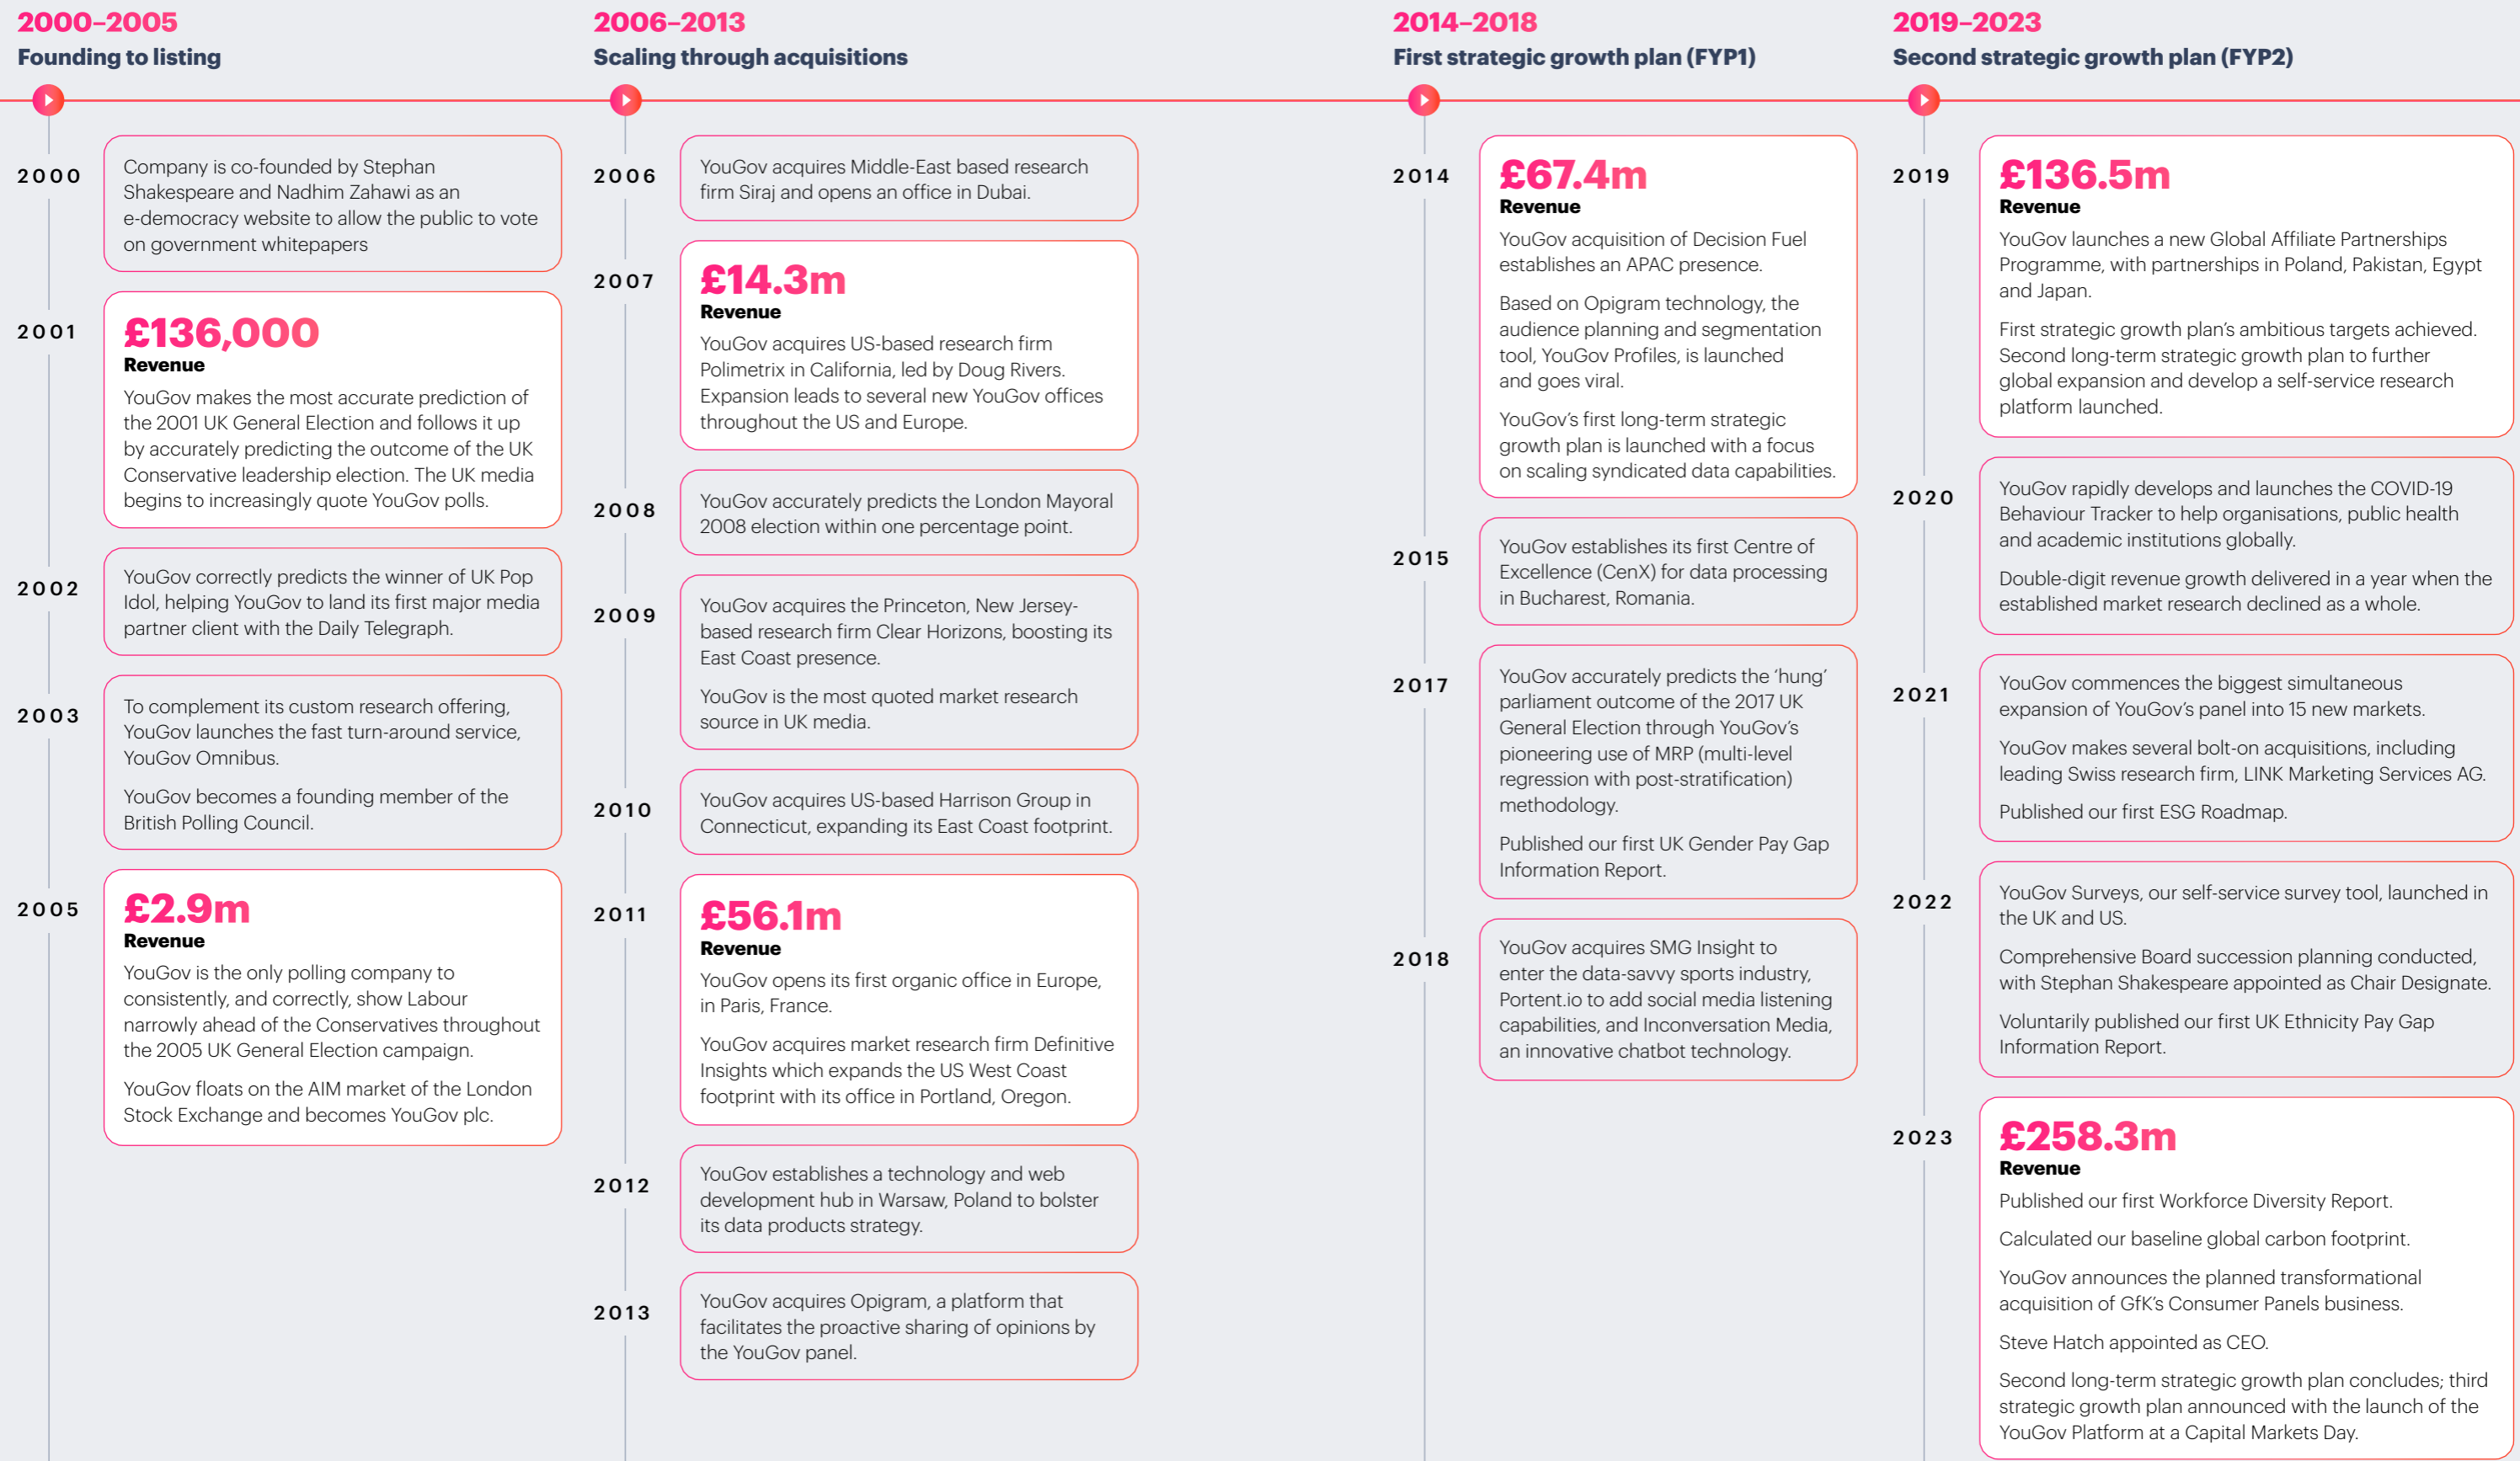 2000–2005
Founding to listing
2000
Company is co-founded by Stephan
Shakespeare and Nadhim Zahawi as an
e-democracy website to allow the public to vote
on government whitepapers
2001
£136,000
Revenue
YouGov makes the most accurate prediction of
the 2001 UK General Election and follows it up
by accurately predicting the outcome of the UK
Conservative leadership election. The UK media
begins to increasingly quote YouGov polls.
2002
YouGov correctly predicts the winner of UK Pop
Idol, helping YouGov to land its first major media
partner client with the Daily Telegraph.
2003
To complement its custom research offering,
YouGov launches the fast turn-around service,
YouGov Omnibus.
YouGov becomes a founding member of the
British Polling Council.
2005
£2.9m
Revenue
YouGov is the only polling company to
consistently, and correctly, show Labour
narrowly ahead of the Conservatives throughout
the 2005 UK General Election campaign.
YouGov floats on the AIM market of the London
Stock Exchange and becomes YouGov plc.
2006–2013
Scaling through acquisitions
2006
YouGov acquires Middle-East based research
firm Siraj and opens an office in Dubai.
2007
£14.3m
Revenue
YouGov acquires US-based research firm
Polimetrix in California, led by Doug Rivers.
Expansion leads to several new YouGov offices
throughout the US and Europe.
2008
YouGov accurately predicts the London Mayoral
2008 election within one percentage point.
2009
YouGov acquires the Princeton, New Jersey-
based research firm Clear Horizons, boosting its
East Coast presence.
YouGov is the most quoted market research
source in UK media.
2010
YouGov acquires US-based Harrison Group in
Connecticut, expanding its East Coast footprint.
2011
£56.1m
Revenue
YouGov opens its first organic office in Europe,
in Paris, France.
YouGov acquires market research firm Definitive
Insights which expands the US West Coast
footprint with its office in Portland, Oregon.
2012
YouGov establishes a technology and web
development hub in Warsaw, Poland to bolster
its data products strategy.
2013
YouGov acquires Opigram, a platform that
facilitates the proactive sharing of opinions by
the YouGov panel.
2014–2018
First strategic growth plan (FYP1)
2014
£67.4m
Revenue
YouGov acquisition of Decision Fuel
establishes an APAC presence.
Based on Opigram technology, the
audience planning and segmentation
tool, YouGov Profiles, is launched
and goes viral.
YouGov's first long-term strategic
growth plan is launched with a focus
on scaling syndicated data capabilities.
2015
YouGov establishes its first Centre of
Excellence (CenX) for data processing
in Bucharest, Romania.
2017
YouGov accurately predicts the ‘hung’
parliament outcome of the 2017 UK
General Election through YouGov's
pioneering use of MRP (multi-level
regression with post-stratification)
methodology.
Published our first UK Gender Pay Gap
Information Report.
2018
YouGov acquires SMG Insight to
enter the data-savvy sports industry,
Portent.io to add social media listening
capabilities, and Inconversation Media,
an innovative chatbot technology.
2019–2023
Second strategic growth plan (FYP2)
2019
£136.5m
Revenue
YouGov launches a new Global Affiliate Partnerships
Programme, with partnerships in Poland, Pakistan, Egypt
and Japan.
First strategic growth plan's ambitious targets achieved.
Second long-term strategic growth plan to further
global expansion and develop a self-service research
platform launched.
2020
YouGov rapidly develops and launches the COVID-19
Behaviour Tracker to help organisations, public health
and academic institutions globally.
Double-digit revenue growth delivered in a year when the
established market research declined as a whole.
2021
YouGov commences the biggest simultaneous
expansion of YouGov's panel into 15 new markets.
YouGov makes several bolt-on acquisitions, including
leading Swiss research firm, LINK Marketing Services AG.
Published our first ESG Roadmap.
2022
YouGov Surveys, our self-service survey tool, launched in
the UK and US.
Comprehensive Board succession planning conducted,
with Stephan Shakespeare appointed as Chair Designate.
Voluntarily published our first UK Ethnicity Pay Gap
Information Report.
2023
£258.3m
Revenue
Published our first Workforce Diversity Report.
Calculated our baseline global carbon footprint.
YouGov announces the planned transformational
acquisition of GfK's Consumer Panels business.
Steve Hatch appointed as CEO.
Second long-term strategic growth plan concludes; third
strategic growth plan announced with the launch of the
YouGov Platform at a Capital Markets Day.